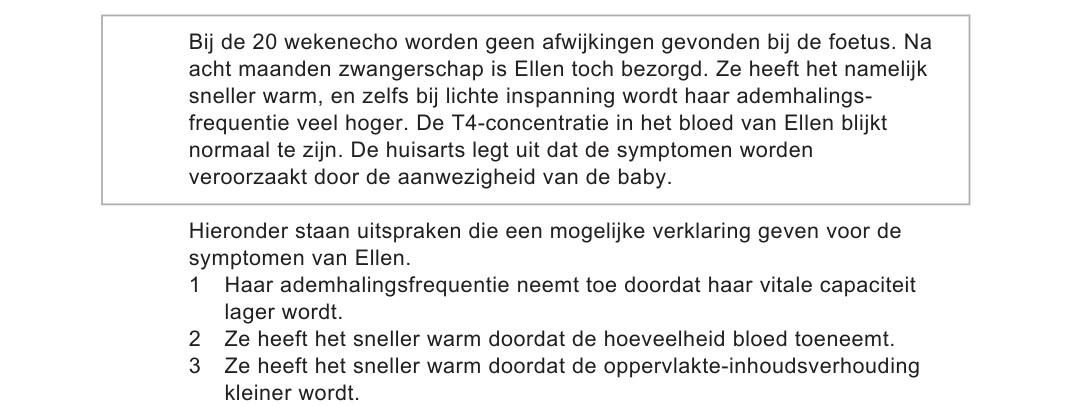 Bij de 20 wekenecho worden geen afwijkingen gevonden bij de foetus. Na
acht maanden zwangerschap is Ellen toch bezorgd. Ze heeft het namelijk
sneller warm, en zelfs bij lichte inspanning wordt haar ademhalings-
frequentie veel hoger. De T4-concentratie in het bloed van Ellen blijkt
normaal te zijn. De huisarts legt uit dat de symptomen worden
veroorzaakt door de aanwezigheid van de baby.
Hieronder staan uitspraken die een mogelijke verklaring geven voor de
symptomen van Ellen.
1 Haar ademhalingsfrequentie neemt toe doordat haar vitale capaciteit
lager wordt.
2 Ze heeft het sneller warm doordat de hoeveelheid bloed toeneemt.
3 Ze heeft het sneller warm doordat de oppervlakte-inhoudsverhouding
kleiner wordt.